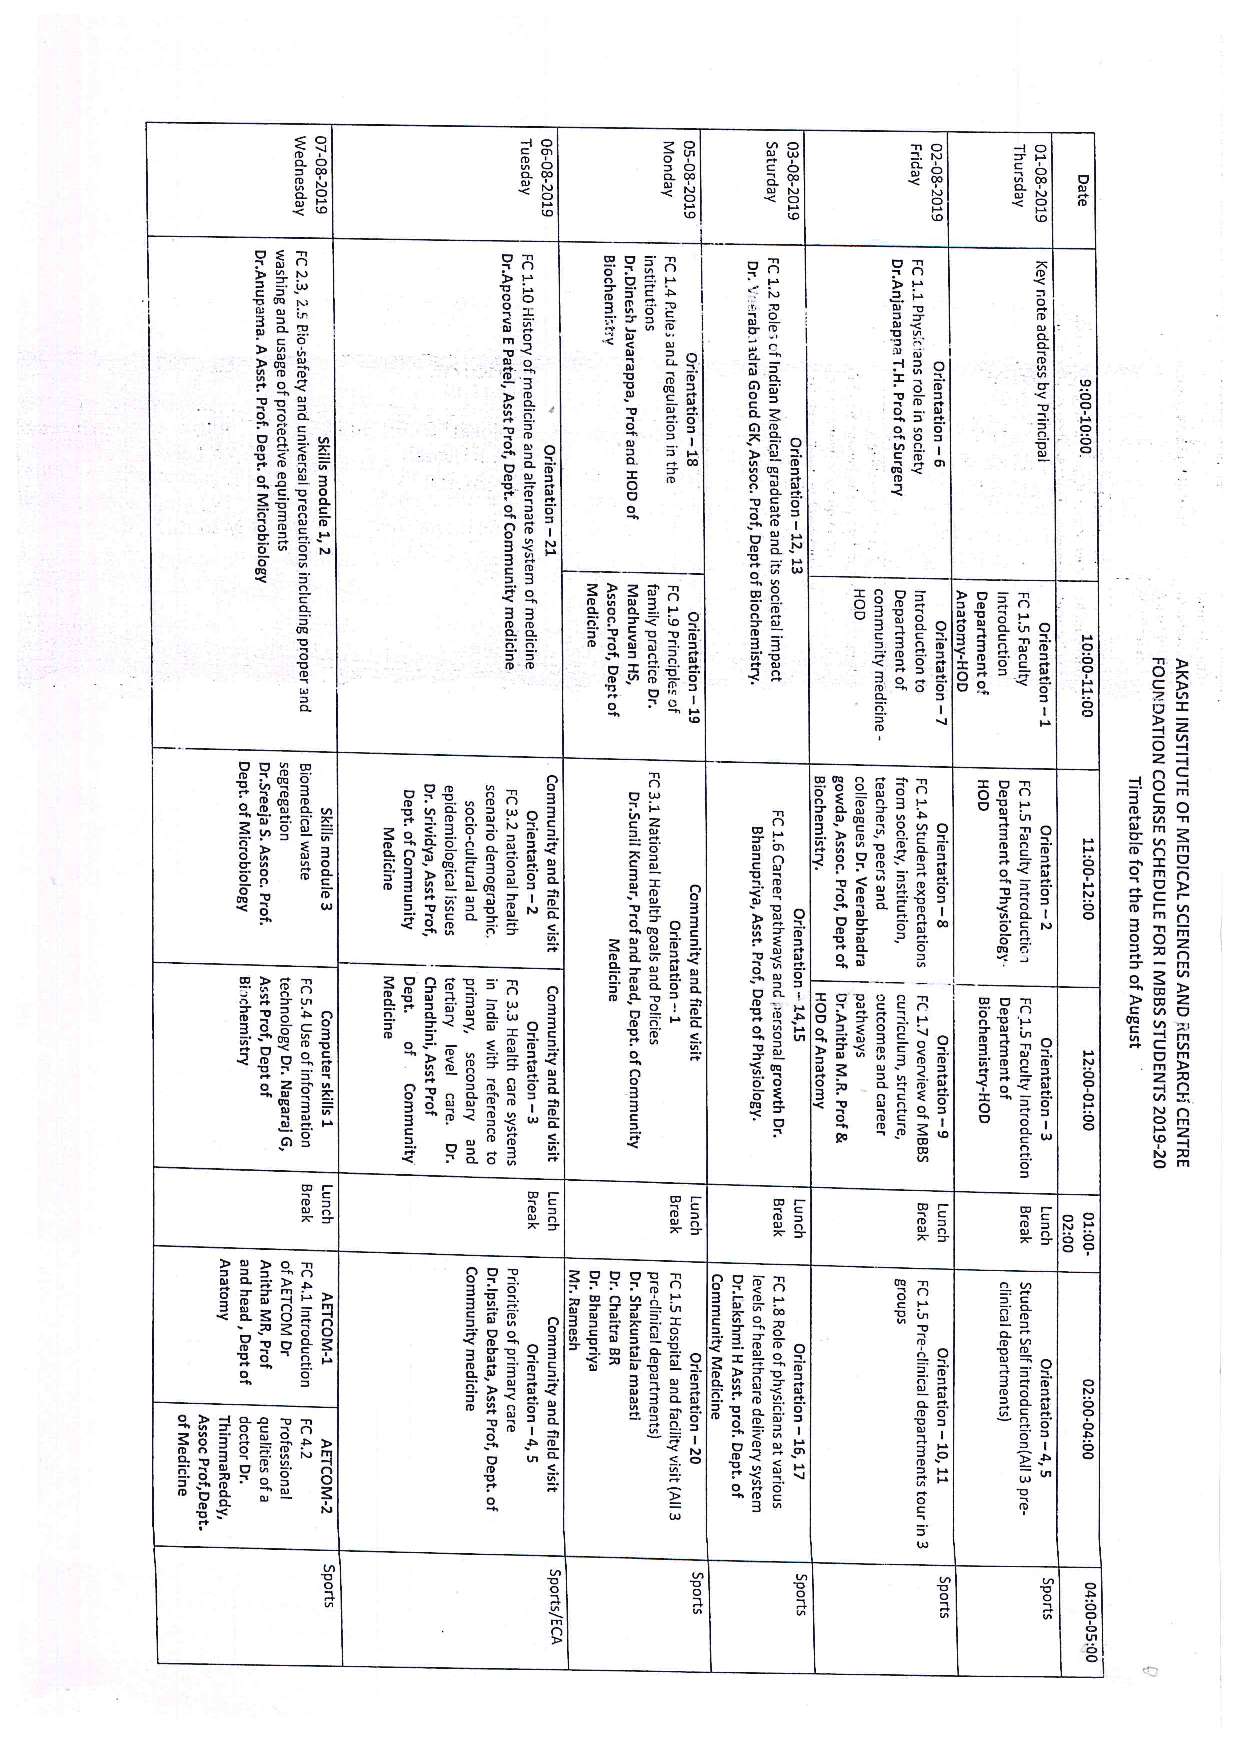 AKASH INSTITUTE OF MEDICAL SCIENCES AND RESEARCH CENTRE
FOUNDATION COURSE SCHEDULE FOR I MBBS STUDENTS 2019-20
Timetable for the month of August
Date
9:00-10:00
10:00-11:00
11:00-12:00
12:00-01:00
01:00-
02:00
02:00-04:00
04:00-05:00
01-08-2019
Thursday
Key note address by Principal
Orientation – 1
FC 1.5 Faculty
Introduction
Department of
Anatomy-HOD
Orientation – 2
FC 1.5 Faculty Introduction
Department of Physiology-
HOD
Orientation – 3
FC 1.5 Faculty Introduction
Department of
Biochemistry-HOD
Lunch
Break
Orientation – 4, 5
Student Self introduction(All 3 pre-
clinical departments)
Sports
02-08-2019
Friday
Orientation – 6
FC 1.1 Physicians role in society
Dr.Anjanappa T.H. Prof of Surgery
Orientation – 7
Introduction to
Department of
community medicine -
HOD
Orientation – 8
FC 1.4 Student expectations
from society, institution,
teachers, peers and
colleagues Dr. Veerabhadra
gowda, Assoc. Prof, Dept of
Biochemistry.
Orientation – 9
FC 1.7 overview of MBBS
curriculum, structure,
outcomes and career
pathways
Dr.Anitha M.R. Prof &
HOD of Anatomy
Lunch
Break
Orientation – 10, 11
FC 1.5 Pre-clinical departments tour in 3
groups
Sports
03-08-2019
Saturday
Orientation – 12, 13
FC 1.2 Roles of Indian Medical graduate and its societal impact
Dr. Veerabhadra Goud GK, Assoc. Prof, Dept of Biochemistry.
Orientation – 14,15
FC 1.6 Career pathways and personal growth Dr.
Bhanupriya, Asst. Prof, Dept of Physiology.
Lunch
Break
Orientation – 16, 17
FC 1.8 Role of physicians at various
levels of healthcare delivery system
Dr.Lakshmi H Asst. prof. Dept. of
Community Medicine
Sports
05-08-2019
Monday
Orientation – 18
FC 1.4 Rules and regulation in the
institutions
Dr.Dinesh Javarappa, Prof and HOD of
Biochemistry
Orientation – 19
FC 1.9 Principles of
family practice Dr.
Madhuvan HS,
Assoc.Prof, Dept of
Medicine
Community and field visit
Orientation –1
FC 3.1 National Health goals and Policies
Dr.Sunil Kumar, Prof and head, Dept. of Community
Medicine
Lunch
Break
Orientation – 20
FC 1.5 Hospital and facility visit (All 3
pre-clinical departments)
Dr. Shakuntala maasti
Dr. Chaitra BR
Dr. Bhanupriya
Mr. Ramesh
Sports
06-08-2019
Tuesday
Orientation – 21
FC 1.10 History of medicine and alternate system of medicine
Dr.Apoorva E Patel, Asst Prof, Dept. of Community medicine
Community and field visit
Orientation – 2
FC 3.2 national health
scenario demographic.
socio-cultural and
epidemiological issues
Dr. Srividya, Asst Prof,
Dept. of Community
Medicine
Community and field visit
Orientation – 3
FC 3.3 Health care systems
in India with reference to
primary, secondary and
tertiary level care. Dr.
Chandhini, Asst Prof
Dept. of Community
Medicine
Lunch
Break
Community and field visit
Orientation – 4, 5
Priorities of primary care
Dr.Ipsita Debata, Asst Prof, Dept. of
Community medicine
Sports/ECA
07-08-2019
Wednesday
Skills module 1, 2
FC 2.3, 2.5 Bio-safety and universal precautions including proper and
washing and usage of protective equipments
Dr.Anupama. A Asst. Prof. Dept. of Microbiology
Skills module 3
Biomedical waste
segregation
Dr.Sreeja S. Assoc. Prof.
Dept. of Microbiology
Computer skills 1
FC 5.4 Use of information
technology Dr. Nagaraj G,
Asst Prof, Dept of
Biochemistry
Lunch
Break
AETCOM-1
FC 4.1 Introduction
of AETCOM Dr
Anitha MR, Prof
and head , Dept of
Anatomy
AETCOM-2
FC 4.2
Professional
qualities of a
doctor Dr.
ThimmaReddy,
Assoc Prof,Dept.
of Medicine
Sports